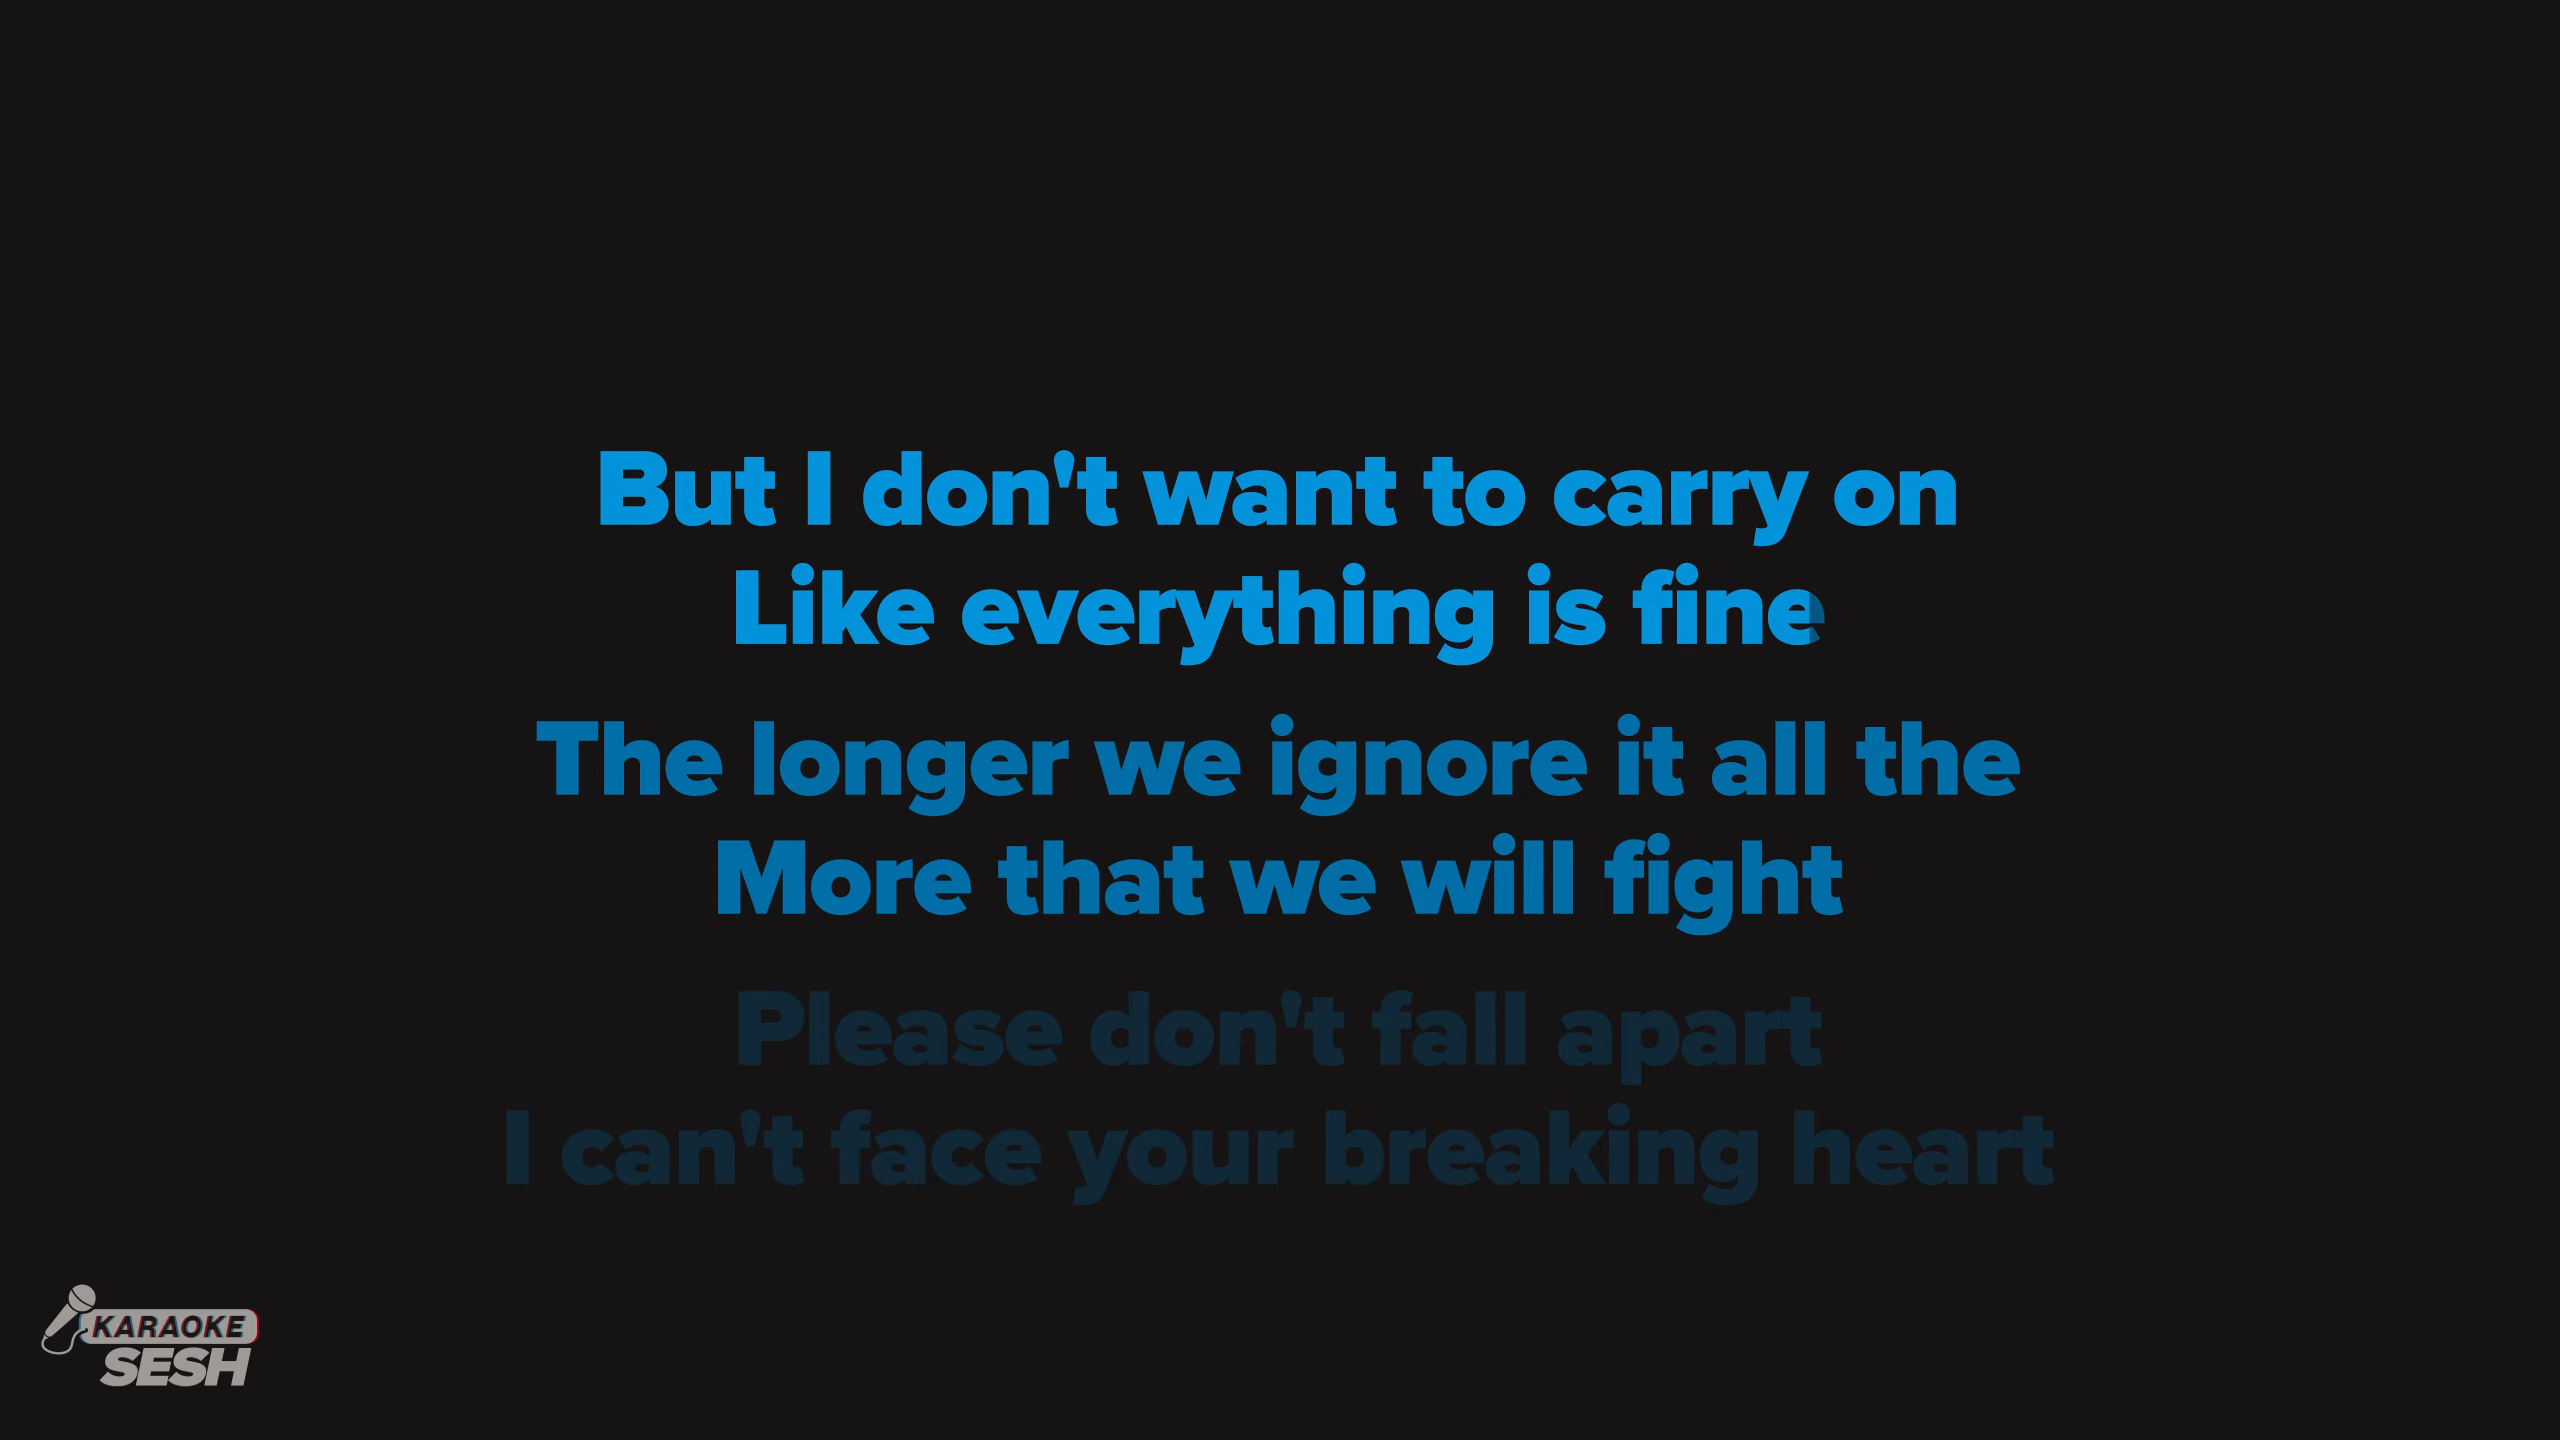 But I don't want to carry on
Like everything is fine
The longer we ignore it all the
More that we will fight
Please don't fall apart
I can't face your breaking heart
KARAOKE
SESH